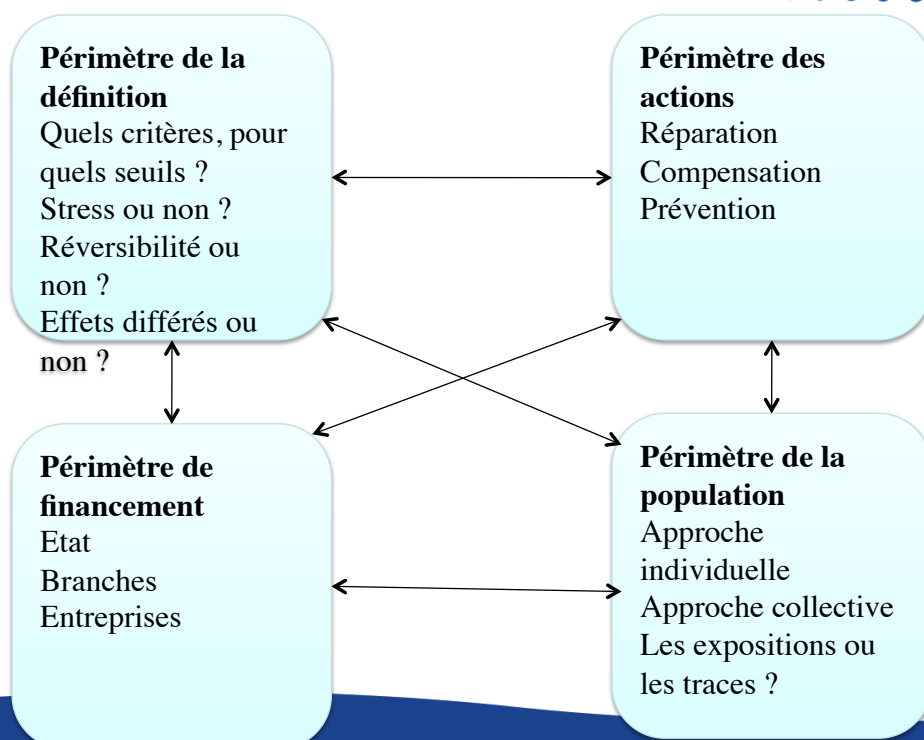 Périmètre de la
définition
Quels critères, pour
quels seuils ?
Stress ou non ?
Réversibilité ou
non ?
Effets différés ou
non ?
Périmètre des
actions
Réparation
Compensation
Prévention
Périmètre de
financement
Etat
Branches
Entreprises
Périmètre de la
population
Approche
individuelle
Approche collective
Les expositions ou
les traces ?